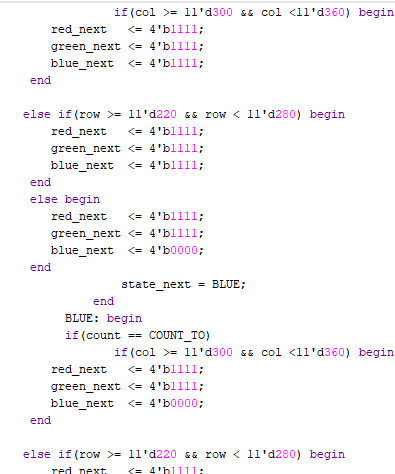 if(col >= 11'd300 && col <11'd360) begin
red_next <= 4'b1111;
green_next <= 4'b1111;
blue_next <= 4'b1111;
end
else if(row >= 11'd220 && row < 11'd280) begin
red_next <= 4'b1111;
green_next <= 4'b1111;
blue_next <= 4'b1111;
end
else begin
red_next <= 4'b1111;
green_next <= 4'b1111;
blue_next <= 4'b0000;
end
state_next = BLUE;
end
BLUE: begin
if(count == COUNT_TO)
if(col >= 11'd300 && col <11'd360) begin
red_next <= 4'b1111;
green_next <= 4'b1111;
blue_next <= 4'b0000;
end
else if(row >= 11'd220 && row < 11'd280) begin
red_next <= 4'b1111;